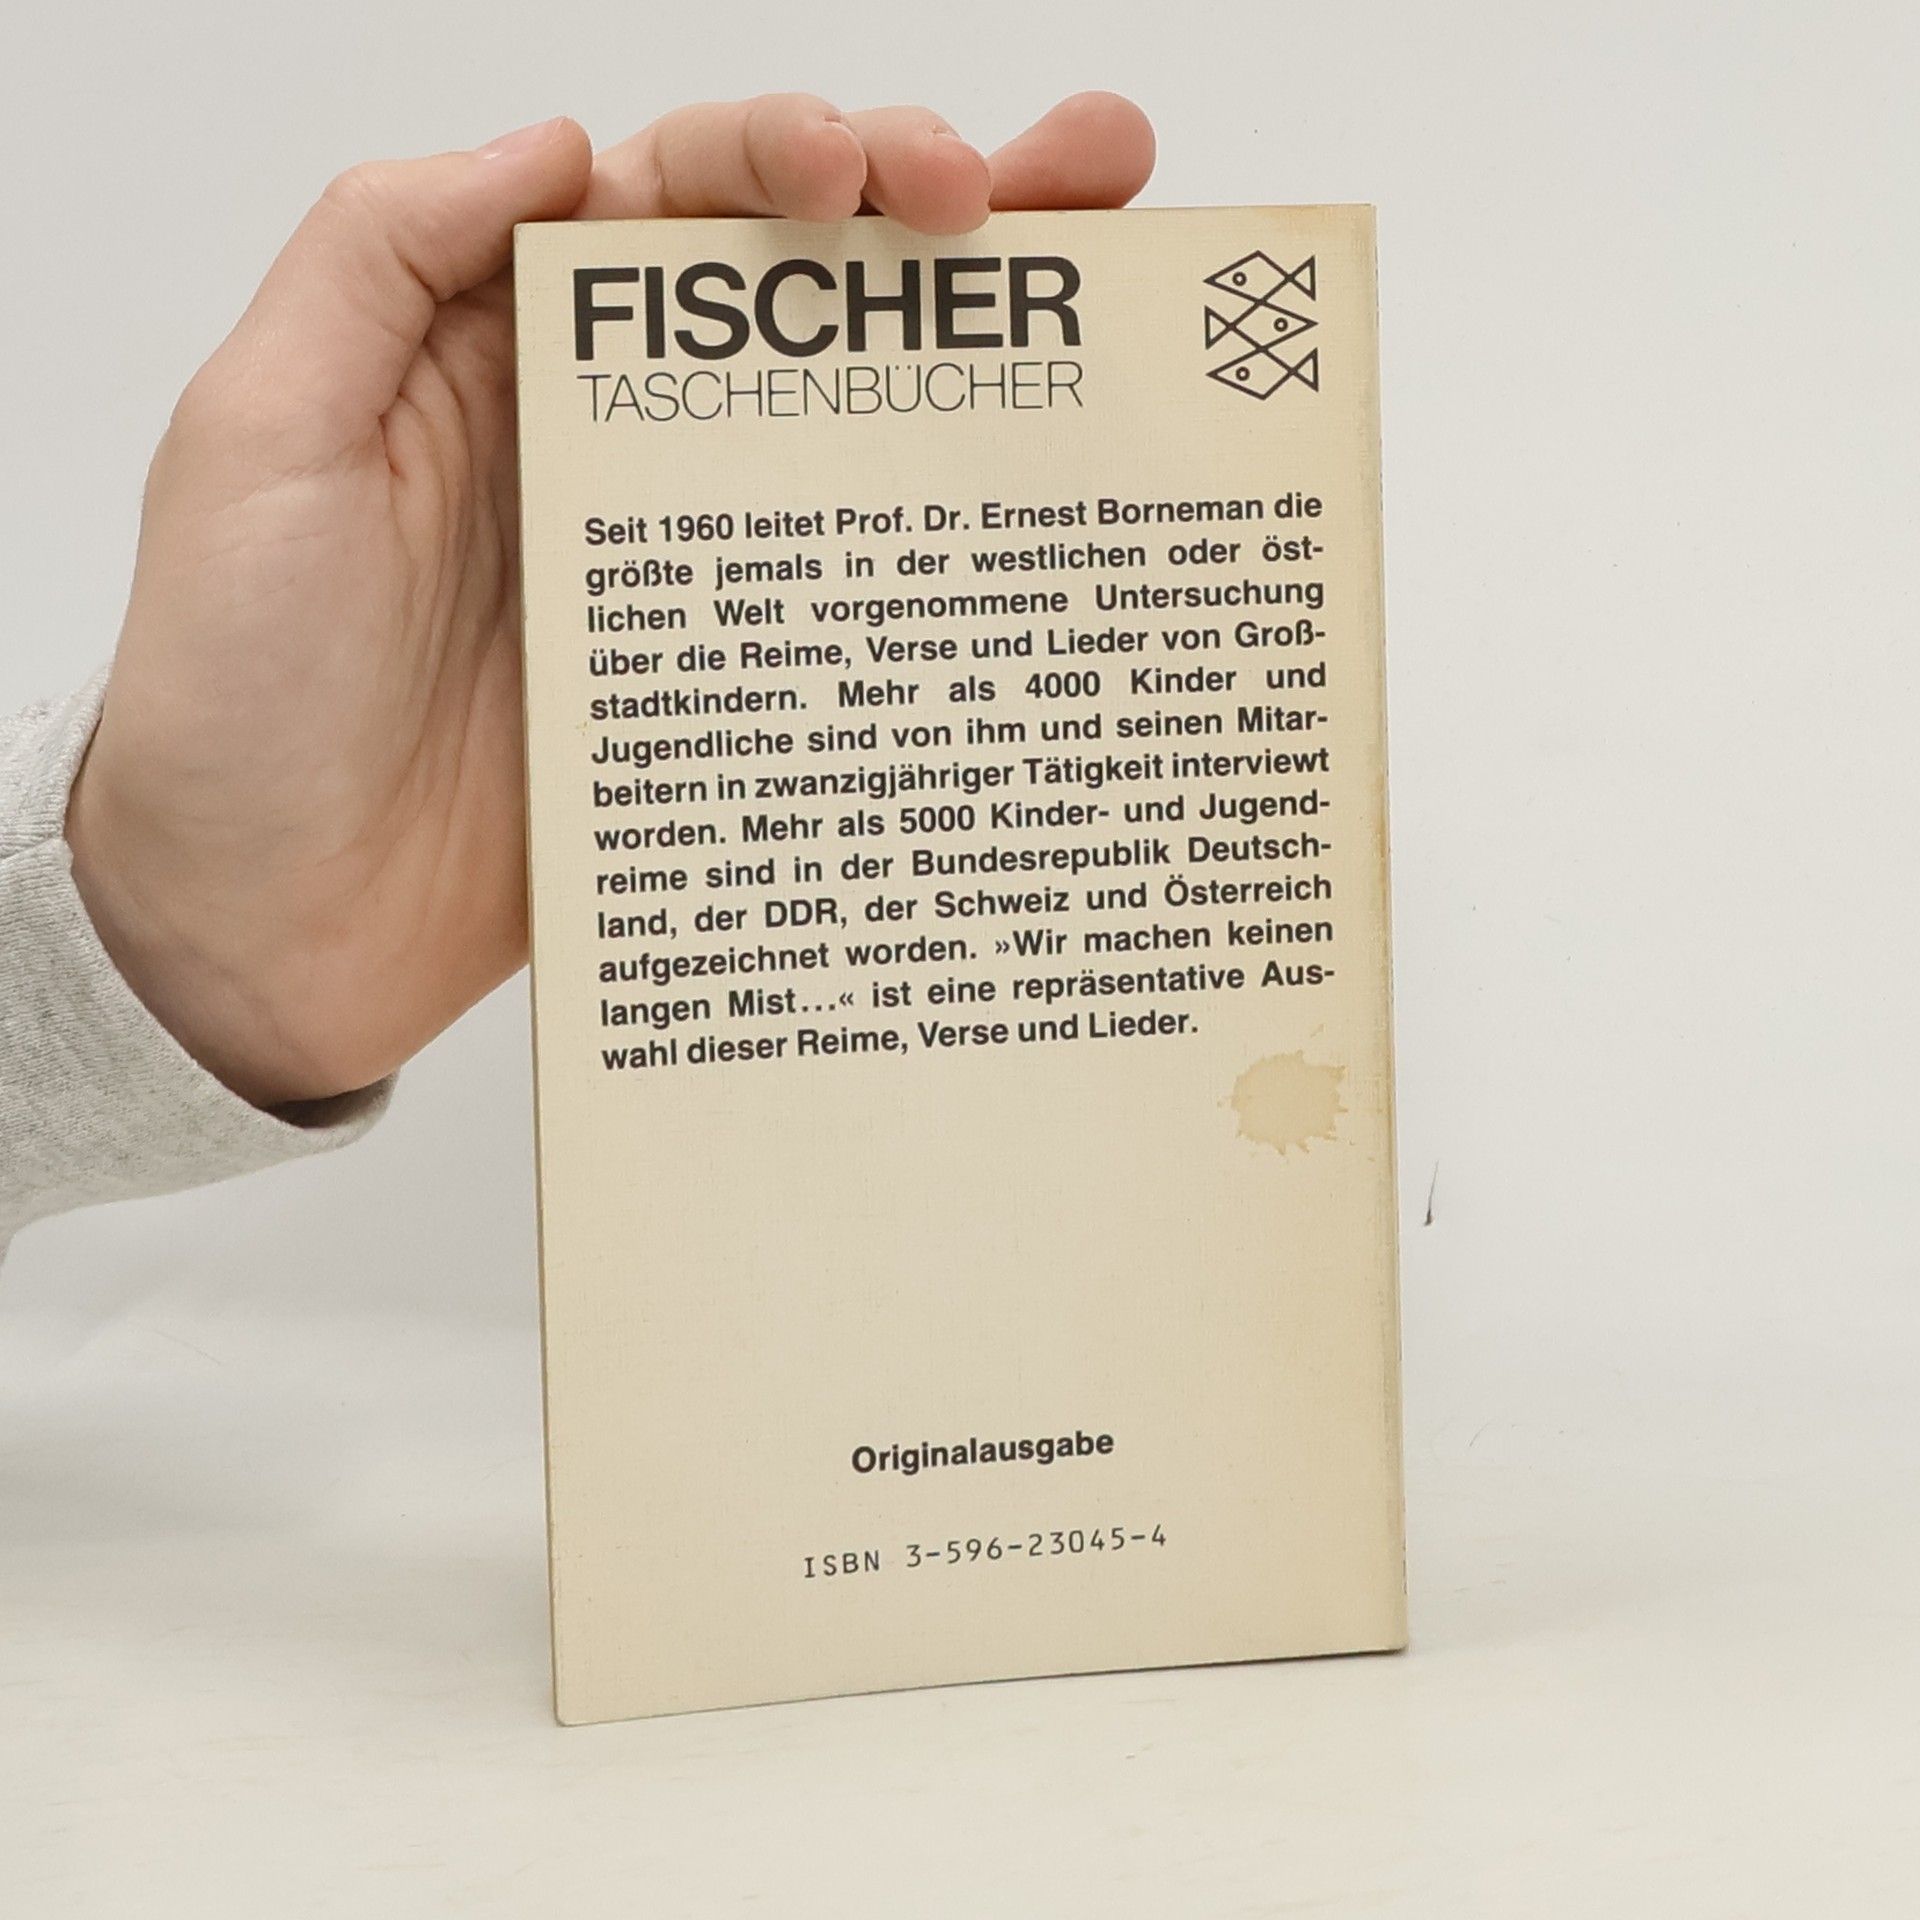 FISCHER
TASCHENBÜCHER
Seit 1960 leitet Prof. Dr. Ernest Borneman die
größte jemals in der westlichen oder öst-
lichen Welt vorgenommene Untersuchung
über die Reime, Verse und Lieder von Groß-
stadtkindern. Mehr als 4000 Kinder und
Jugendliche sind von ihm und seinen Mitar-
beitern in zwanzigjähriger Tätigkeit interviewt
worden. Mehr als 5000 Kinder- und Jugend-
reime sind in der Bundesrepublik Deutsch-
land, der DDR, der Schweiz und Österreich
aufgezeichnet worden. »Wir machen keinen
langen Mist...« ist eine repräsentative Aus-
wahl dieser Reime, Verse und Lieder.
Originalausgabe
ISBN 3-596-23045-4